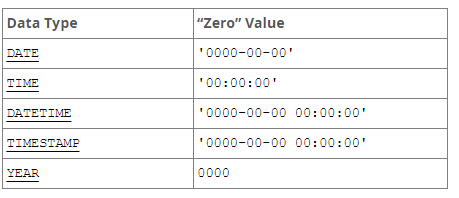 Data Type “Zero” Value
DATE '0000-00-00'
TIME '00:00:00'
DATETIME '0000-00-00 00:00:00'
TIMESTAMP '0000-00-00 00:00:00'
YEAR 0000